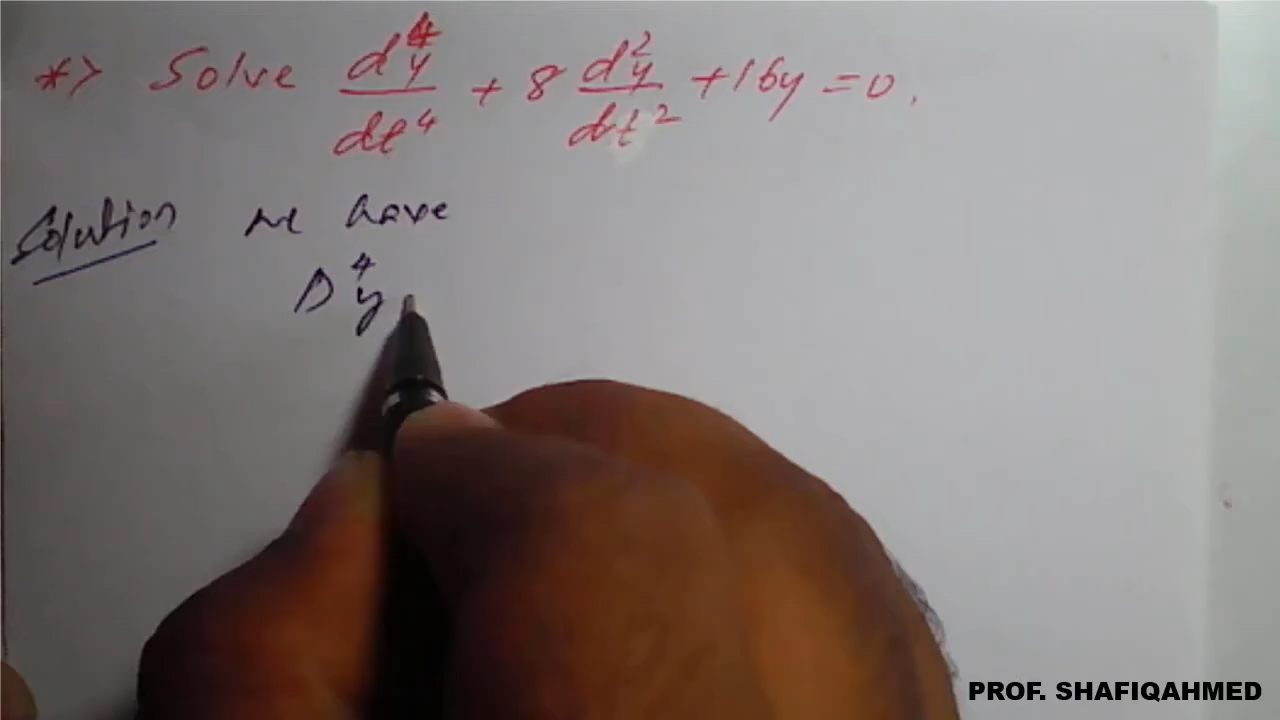 *> Solve d⁴y/dt⁴ + 8 d²y/dt² + 16y = 0.
Solution we have
D⁴y
PROF. SHAFIQAHMED